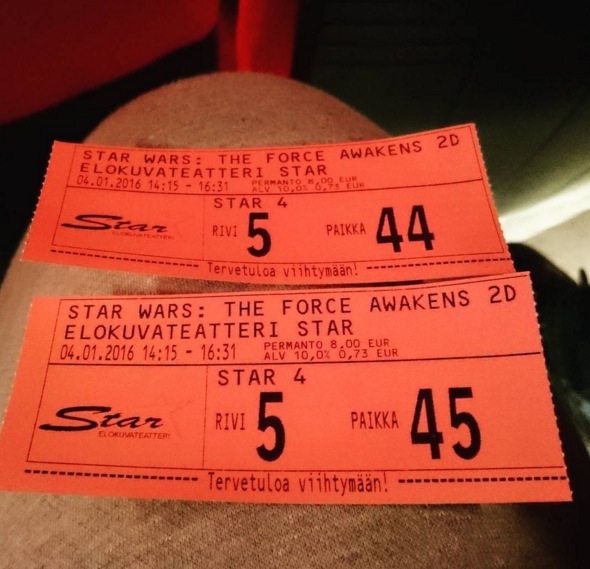 STAR WARS: THE FORCE AWAKENS 2D
ELOKUVATEATTERI STAR
04.01.2016 14:15 - 16:31 PERMANTO 8,00 EUR
ALV 10,0% 0,73 EUR
STAR 4
Star
ELOKUVATEATTERI
RIVI 5 PAIKKA 44
Tervetuloa viihtymään!
STAR WARS: THE FORCE AWAKENS 2D
ELOKUVATEATTERI STAR
04.01.2016 14:15 - 16:31 PERMANTO 8,00 EUR
ALV 10,0% 0,73 EUR
STAR 4
Star
ELOKUVATEATTERI
RIVI 5 PAIKKA 45
Tervetuloa viihtymään!